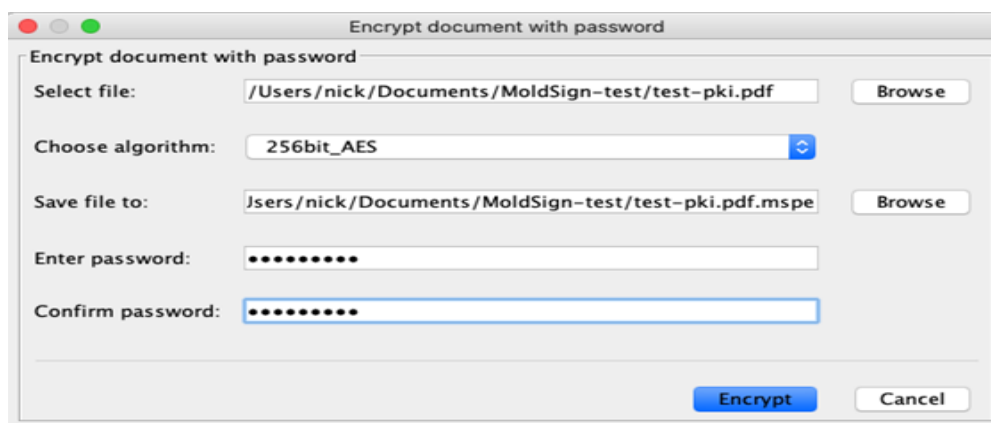 Encrypt document with password
Encrypt document with password
Select file: /Users/nick/Documents/MoldSign-test/test-pki.pdf Browse
Choose algorithm: 256bit_AES
Save file to: Jsers/nick/Documents/MoldSign-test/test-pki.pdf.mspe Browse
Enter password: •••••••••
Confirm password: •••••••••
Encrypt Cancel